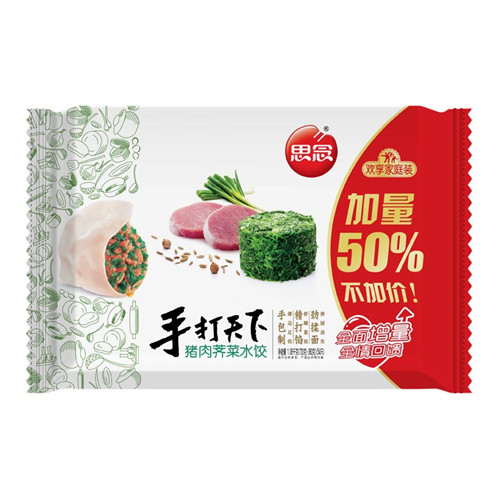 思念
®
欢享家庭装
加量
50%
不加价!
全面增量
全情回馈
手打天下
猪肉荠菜水饺
劲揉面
精打馅
手包制